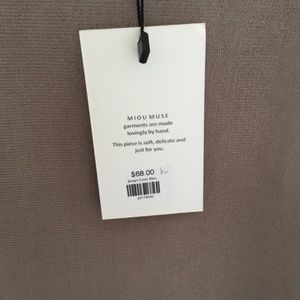 MIOU MUSE
garments are made
lovingly by hand.
This piece is soft, delicate and
just for you.
$68.00